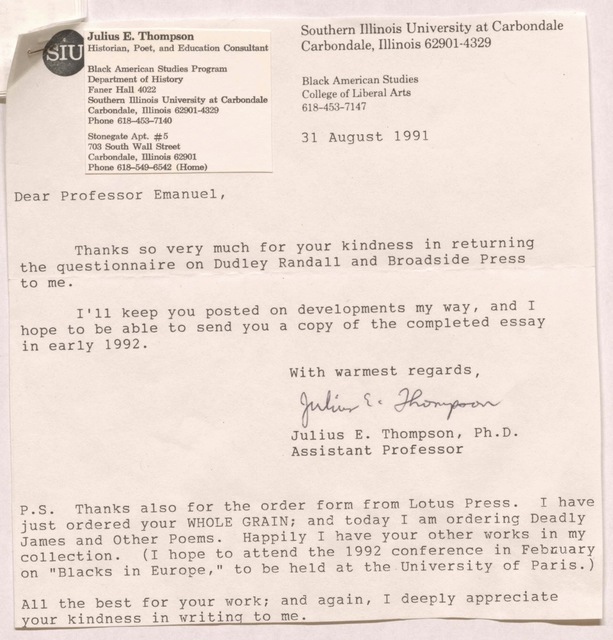 SIU
Julius E. Thompson
Historian, Poet, and Education Consultant
Black American Studies Program
Department of History
Faner Hall 4022
Southern Illinois University at Carbondale
Carbondale, Illinois 62901-4329
Phone 618-453-7140
Stonegate Apt. #5
703 South Wall Street
Carbondale, Illinois 62901
Phone 618-549-6542 (Home)
Southern Illinois University at Carbondale
Carbondale, Illinois 62901-4329
Black American Studies
College of Liberal Arts
618-453-7147
31 August 1991
Dear Professor Emanuel,
Thanks so very much for your kindness in returning
the questionnaire on Dudley Randall and Broadside Press
to me.
I'll keep you posted on developments my way, and I
hope to be able to send you a copy of the completed essay
in early 1992.
With warmest regards,
Julius E. Thompson
Julius E. Thompson, Ph.D.
Assistant Professor
P.S. Thanks also for the order form from Lotus Press. I have
just ordered your WHOLE GRAIN; and today I am ordering Deadly
James and Other Poems. Happily I have your other works in my
collection. (I hope to attend the 1992 conference in February
on "Blacks in Europe," to be held at the University of Paris.)
All the best for your work; and again, I deeply appreciate
your kindness in writing to me.